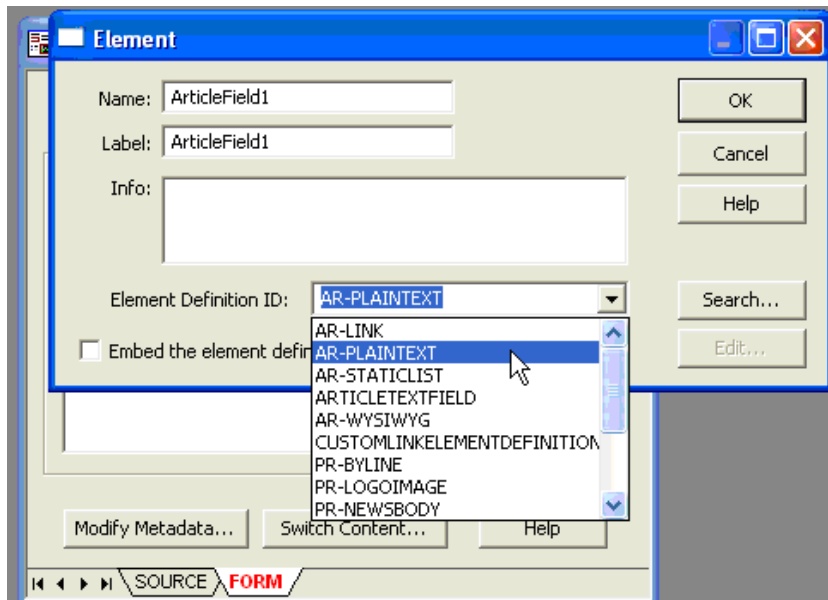 Element
Name: ArticleField1
OK
Label: ArticleField1
Cancel
Info:
Help
Element Definition ID: AR-PLAINTEXT
Search...
AR-LINK
Embed the element defin
AR-PLAINTEXT
Edit...
AR-STATICLIST
ARTICLETEXTFIELD
AR-WYSIWYG
CUSTOMLINKELEMENTDEFINITION
PR-BYLINE
PR-LOGOIMAGE
PR-NEWSBODY
Modify Metadata... Switch Content... Help
SOURCE FORM